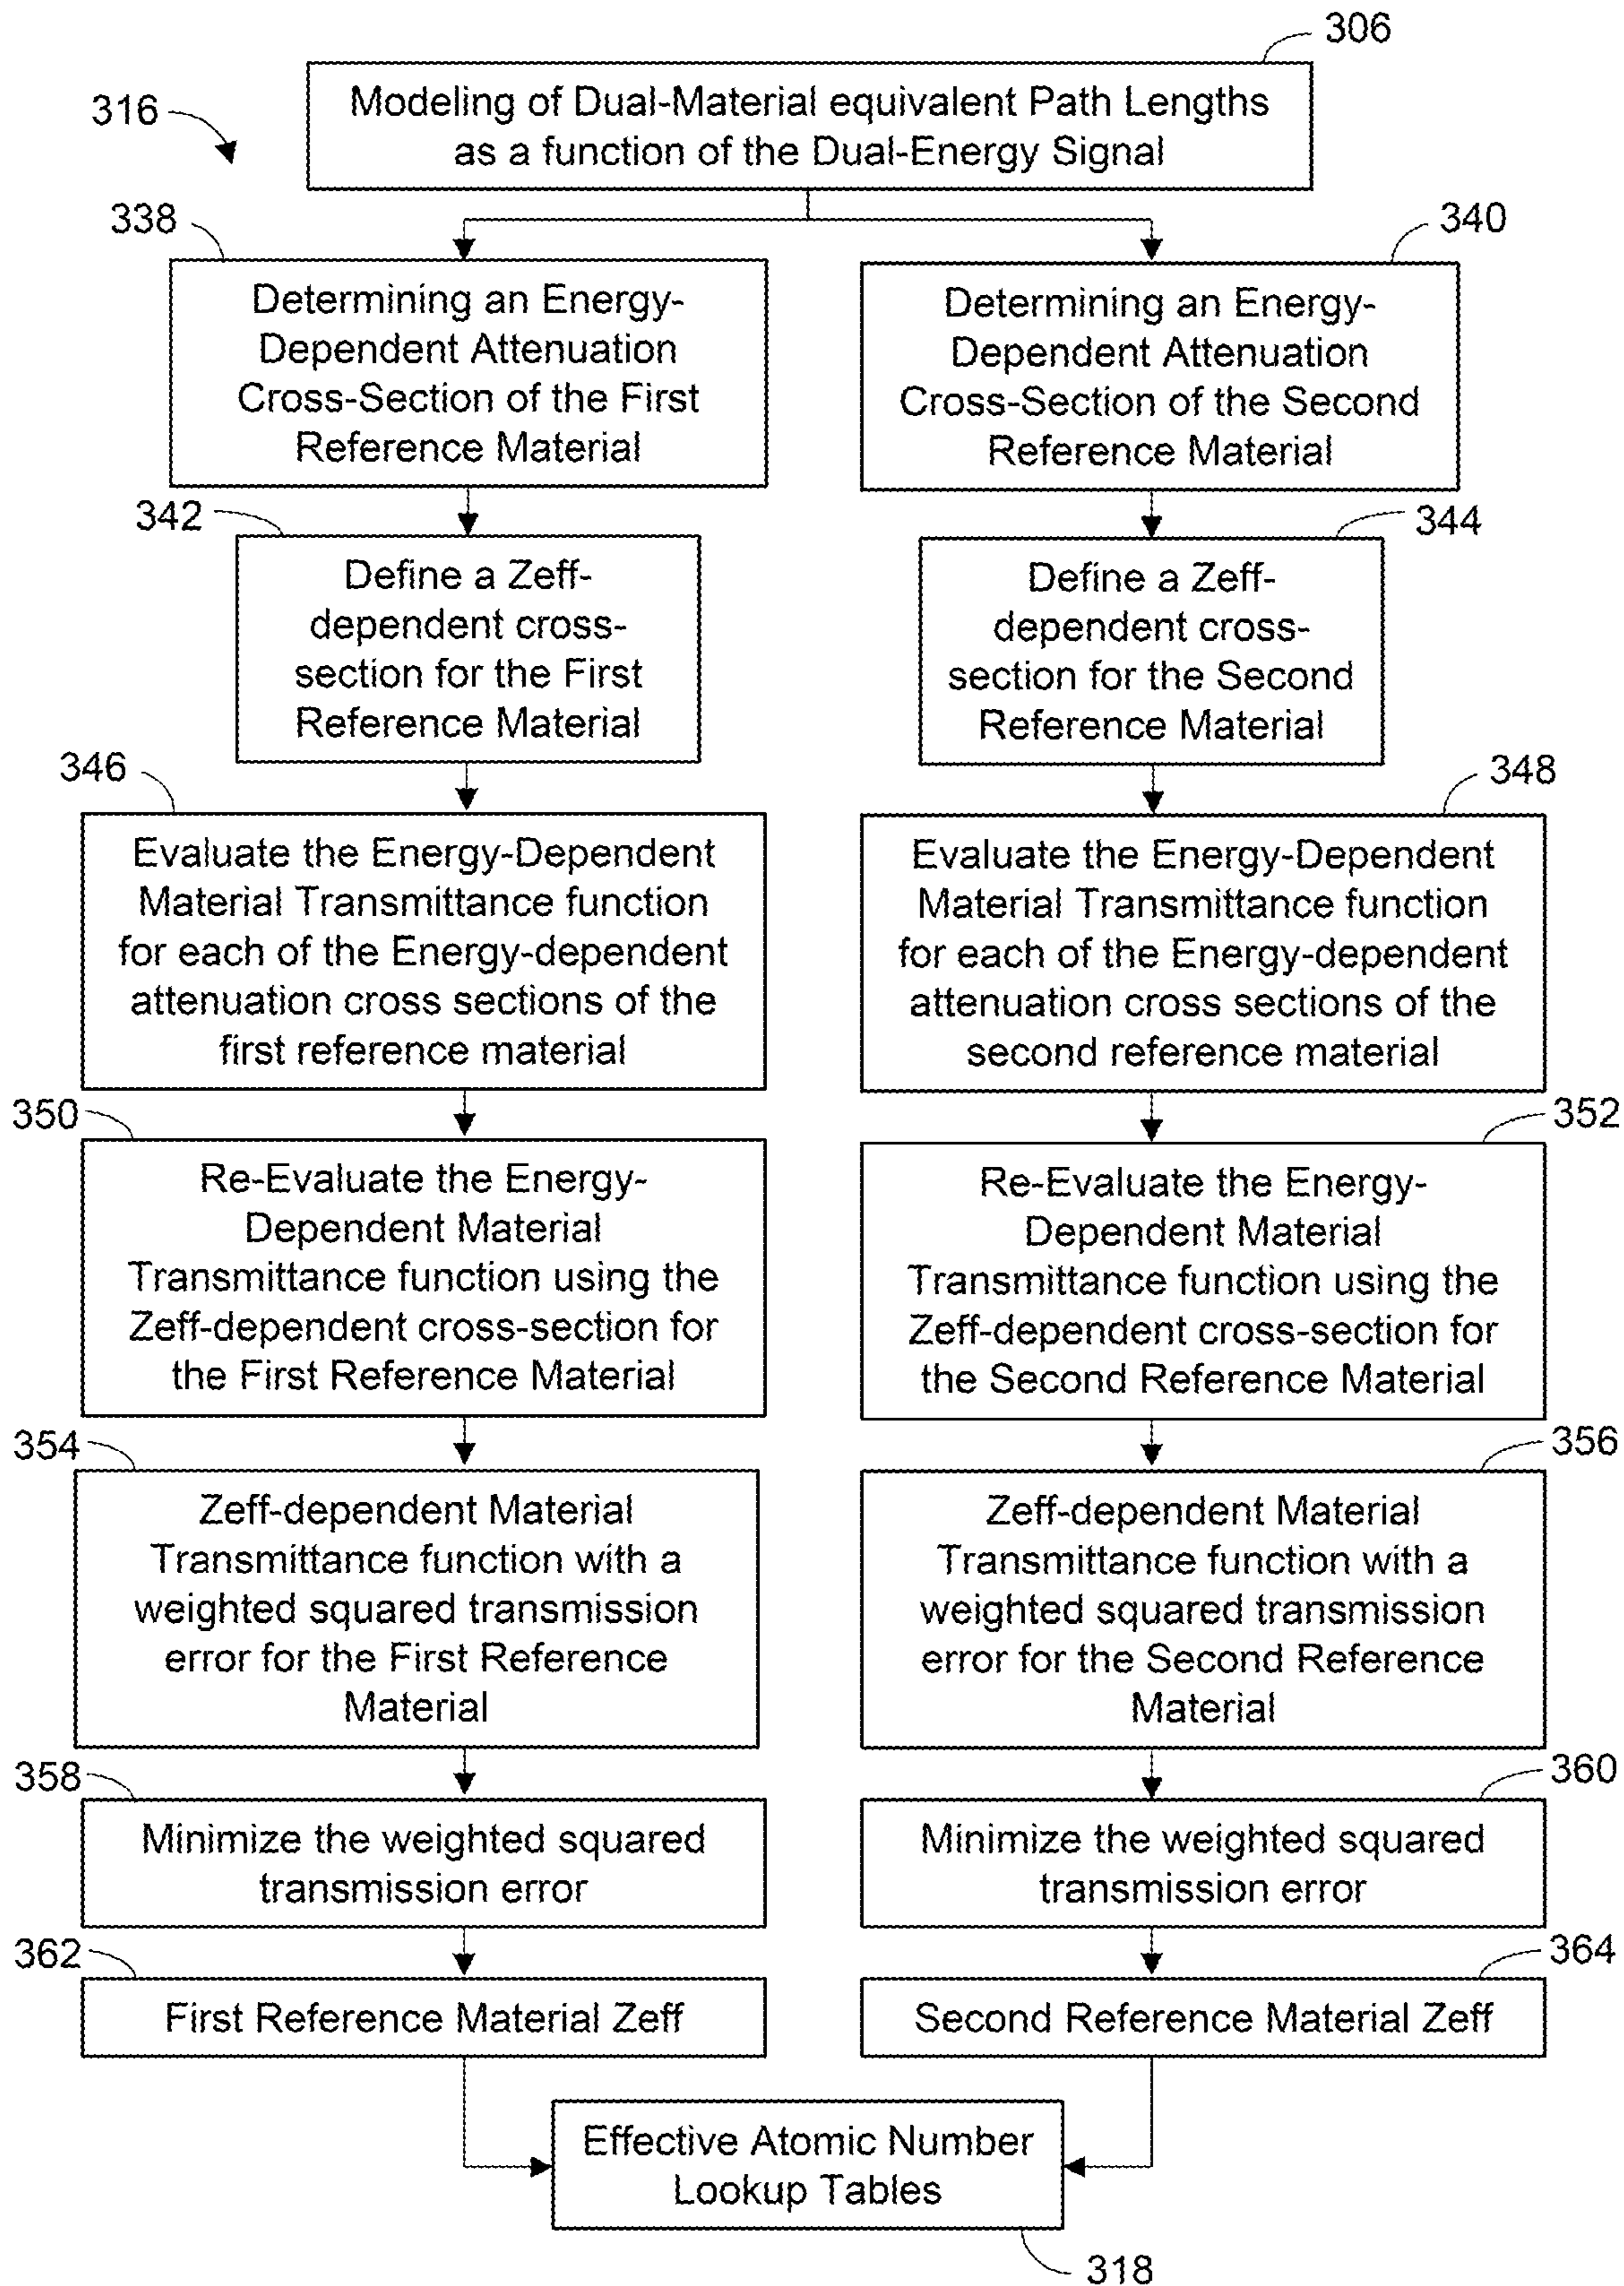 306
Modeling of Dual-Material equivalent Path Lengths
as a function of the Dual-Energy Signal
316
338
Determining an Energy-
Dependent Attenuation
Cross-Section of the First
Reference Material
340
Determining an Energy-
Dependent Attenuation
Cross-Section of the Second
Reference Material
342
Define a Zeff-
dependent cross-
section for the First
Reference Material
344
Define a Zeff-
dependent cross-
section for the Second
Reference Material
346
Evaluate the Energy-Dependent
Material Transmittance function
for each of the Energy-dependent
attenuation cross sections of the
first reference material
348
Evaluate the Energy-Dependent
Material Transmittance function
for each of the Energy-dependent
attenuation cross sections of the
second reference material
350
Re-Evaluate the Energy-
Dependent Material
Transmittance function using the
Zeff-dependent cross-section for
the First Reference Material
352
Re-Evaluate the Energy-
Dependent Material
Transmittance function using the
Zeff-dependent cross-section for
the Second Reference Material
354
Zeff-dependent Material
Transmittance function with a
weighted squared transmission
error for the First Reference
Material
356
Zeff-dependent Material
Transmittance function with a
weighted squared transmission
error for the Second Reference
Material
358
Minimize the weighted squared
transmission error
360
Minimize the weighted squared
transmission error
362
First Reference Material Zeff
364
Second Reference Material Zeff
Effective Atomic Number
Lookup Tables
318